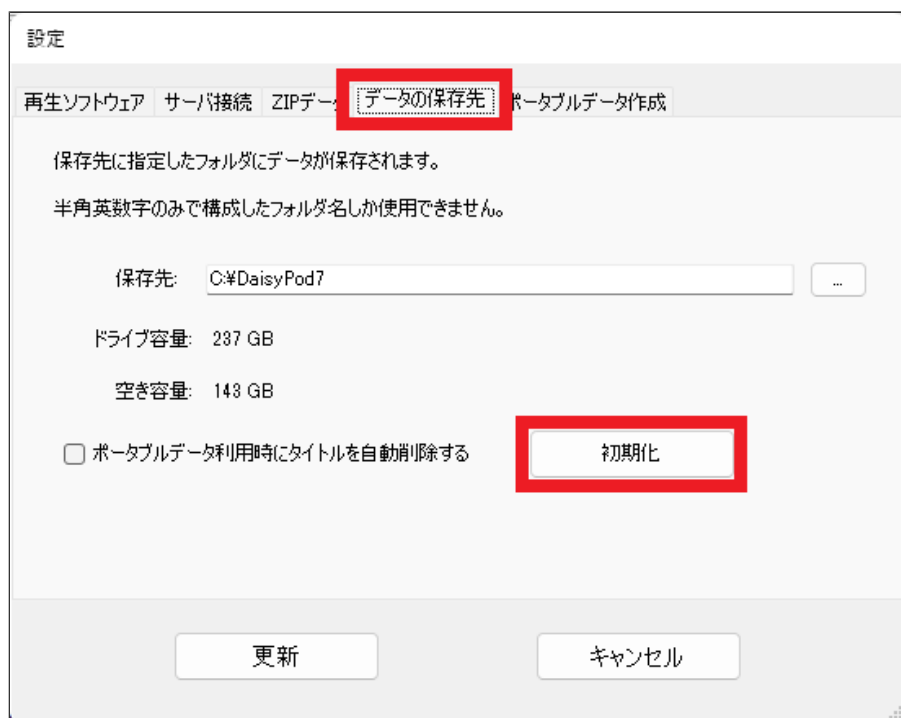 設定
再生ソフトウェア サーバ接続 ZIPデー データの保存先 ポータブルデータ作成
保存先に指定したフォルダにデータが保存されます。
半角英数字のみで構成したフォルダ名しか使用できません。
保存先: C:¥DaisyPod7 ...
ドライブ容量: 237 GB
空き容量: 143 GB
ポータブルデータ利用時にタイトルを自動削除する 初期化
更新 キャンセル